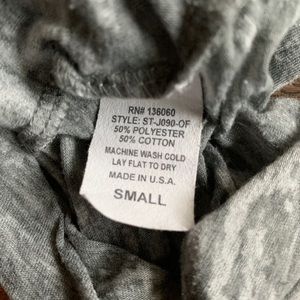 RN# 136060
STYLE: ST-J090-OF
50% POLYESTER
50% COTTON
MACHINE WASH COLD
LAY FLAT TO DRY
MADE IN U.S.A.
SMALL